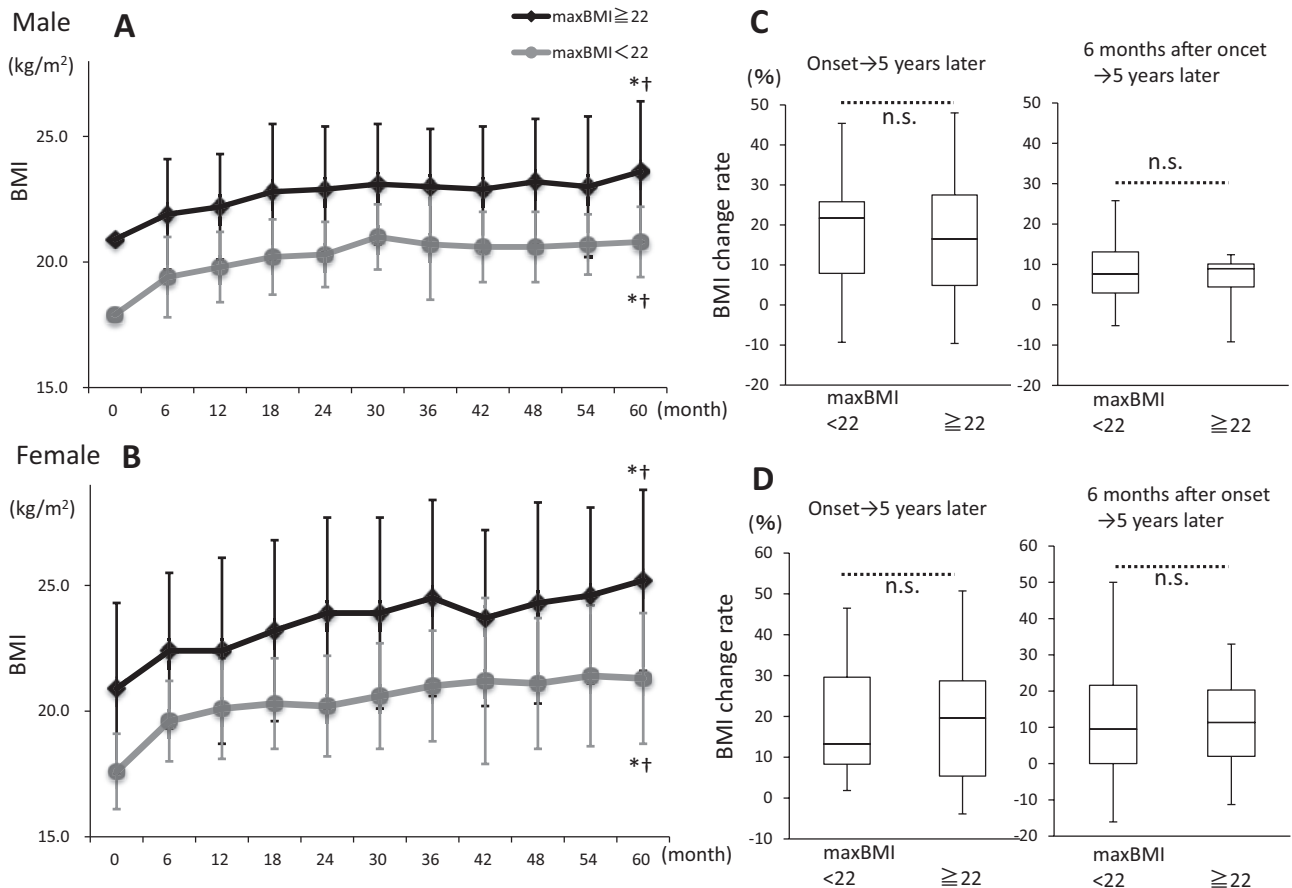 Male
A
maxBMI≧22
maxBMI<22
(kg/m²)
*†
25.0
BMI
20.0
*†
15.0
0 6 12 18 24 30 36 42 48 54 60 (month)
C
(%)
Onset→5 years later
n.s.
50
40
30
20
10
0
-10
-20
BMI change rate
maxBMI
<22 ≧22
6 months after oncet
→5 years later
n.s.
50
40
30
20
10
0
-10
-20
maxBMI
<22 ≧22
Female
B
(kg/m²)
*†
25.0
BMI
20.0
*†
15.0
0 6 12 18 24 30 36 42 48 54 60 (month)
D
(%)
Onset→5 years later
n.s.
60
50
40
30
20
10
0
-10
BMI change rate
maxBMI
<22 ≧22
6 months after onset
→5 years later
n.s.
60
50
40
30
20
10
0
-10
-20
maxBMI
<22 ≧22